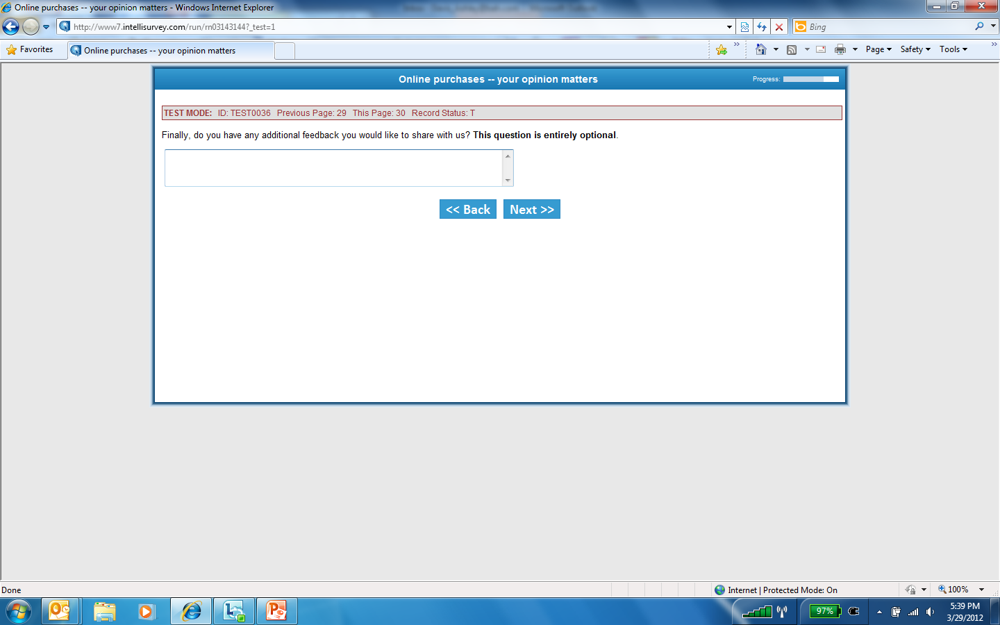 Online purchases -- your opinion matters - Windows Internet Explorer
http://www7.intellisurvey.com/run/rn03143144?_test=1
Bing
Favorites
Online purchases -- your opinion matters
Page
Safety
Tools
Online purchases -- your opinion matters
Progress:
TEST MODE: ID: TEST0036 Previous Page: 29 This Page: 30 Record Status: T
Finally, do you have any additional feedback you would like to share with us? This question is entirely optional.
<< Back
Next >>
Done
Internet | Protected Mode: On
100%
97%
5:39 PM
3/29/2012